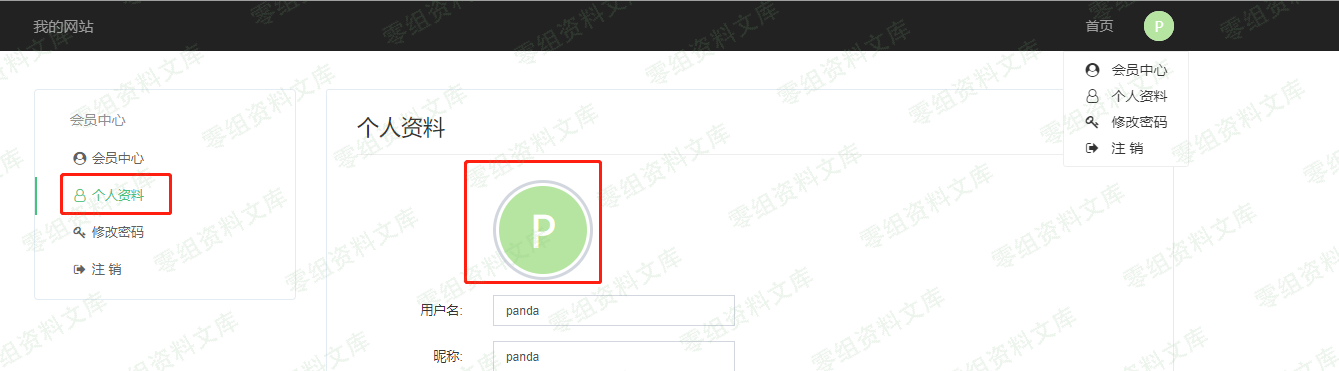 我的网站
首页
P
会员中心
个人资料
修改密码
注 销
会员中心
会员中心
个人资料
修改密码
注 销
个人资料
P
用户名:
panda
昵称:
panda
零组资料文库